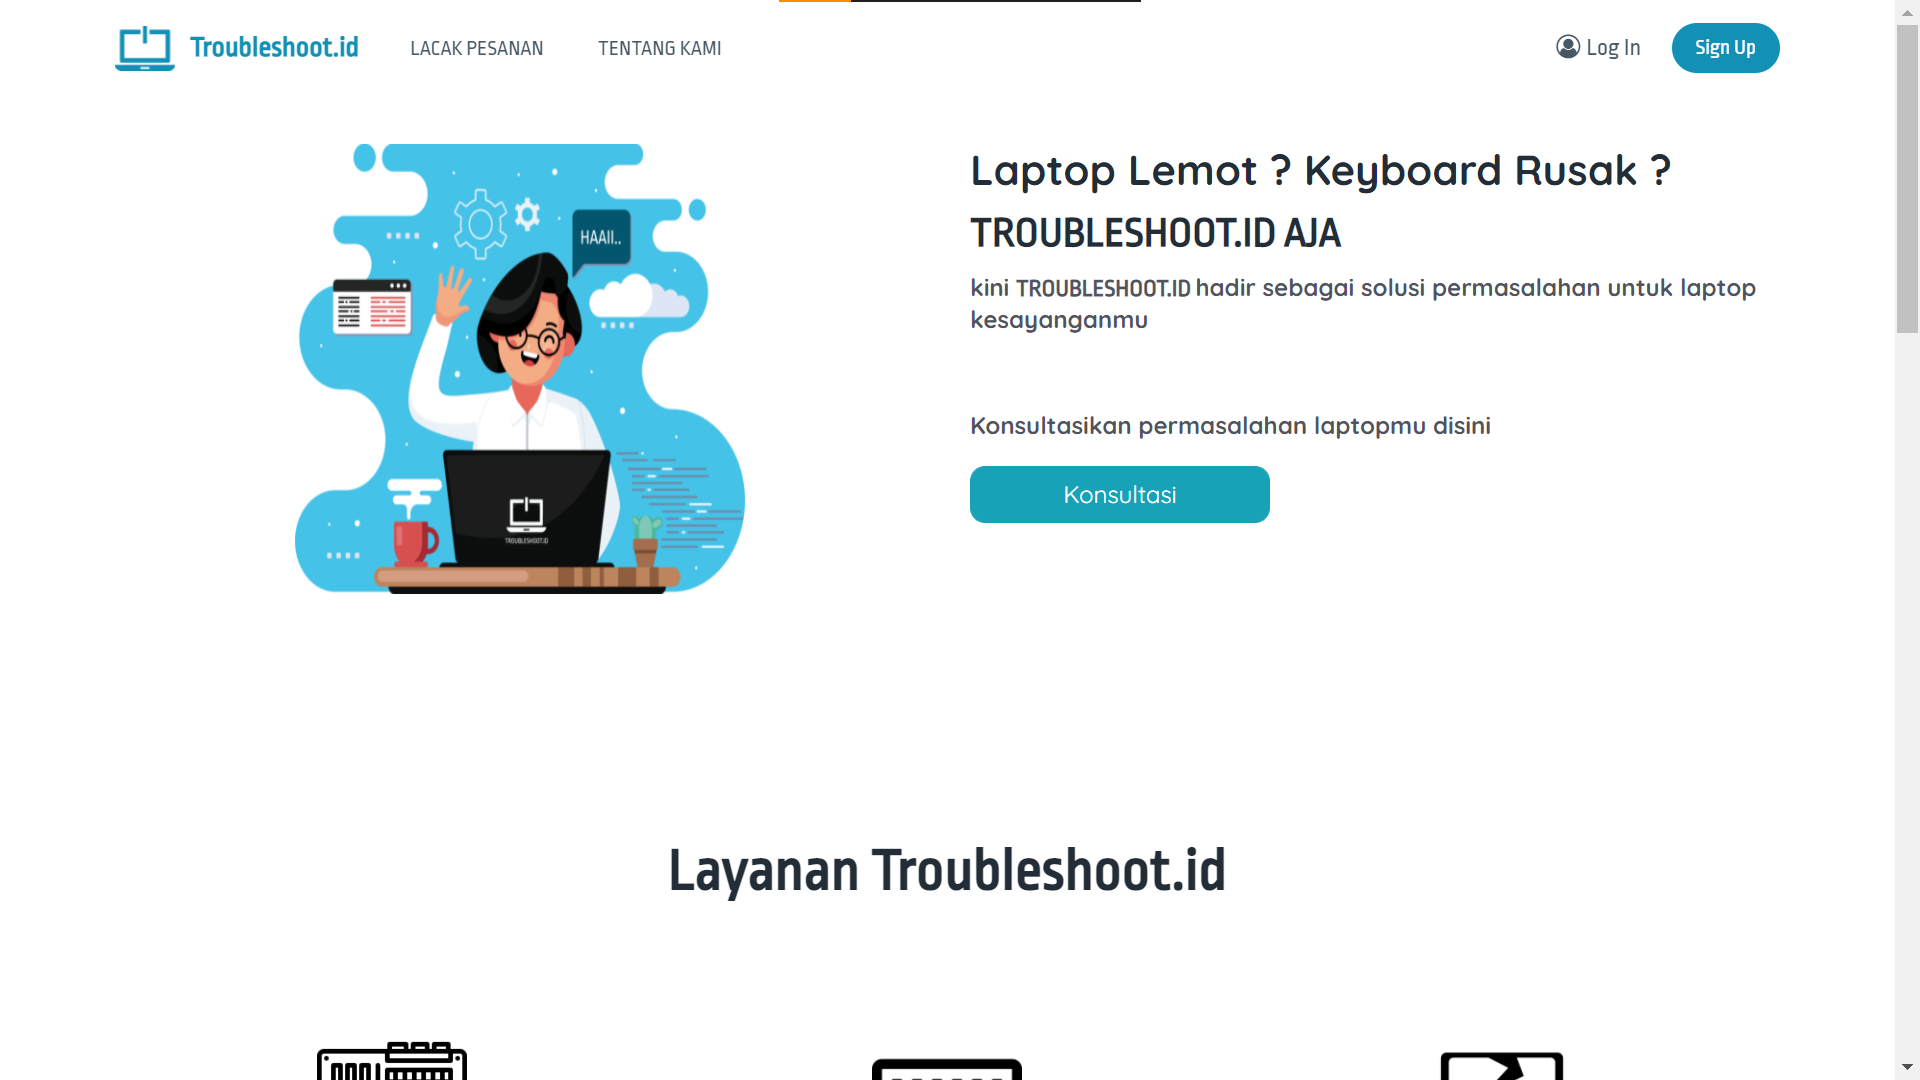 Troubleshoot.id
LACAK PESANAN
TENTANG KAMI
Log In
Sign Up
HAAII..
TROUBLESHOOT.ID
Laptop Lemot ? Keyboard Rusak ?
TROUBLESHOOT.ID AJA
kini TROUBLESHOOT.ID hadir sebagai solusi permasalahan untuk laptop
kesayanganmu
Konsultasikan permasalahan laptopmu disini
Konsultasi
Layanan Troubleshoot.id